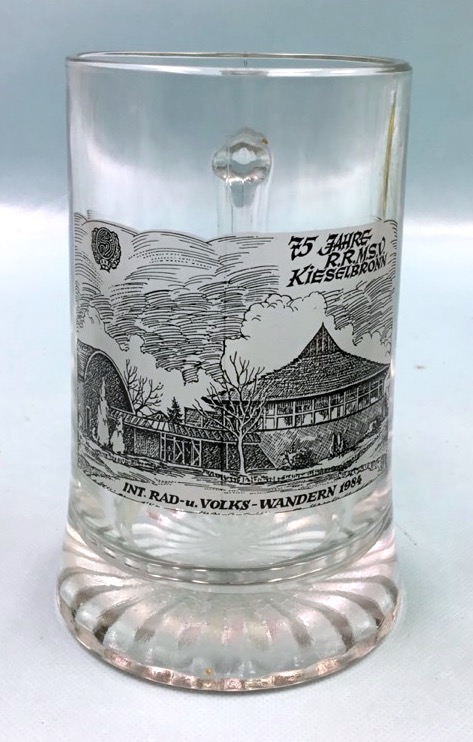 75 JAHRE
R.R.M.S.V.
KIESELBRONN
INT. RAD-u. VOLKS-WANDERN 1984